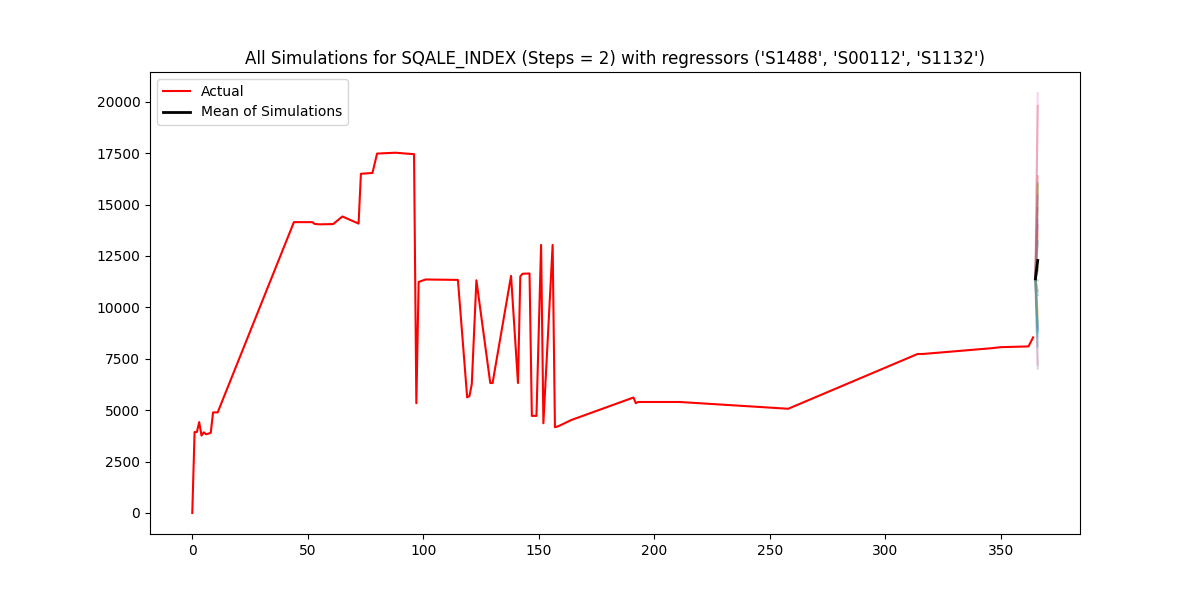 All Simulations for SQALE_INDEX (Steps = 2) with regressors ('S1488', 'S00112', 'S1132')
Actual
Mean of Simulations
20000
17500
15000
12500
10000
7500
5000
2500
0
0 50 100 150 200 250 300 350